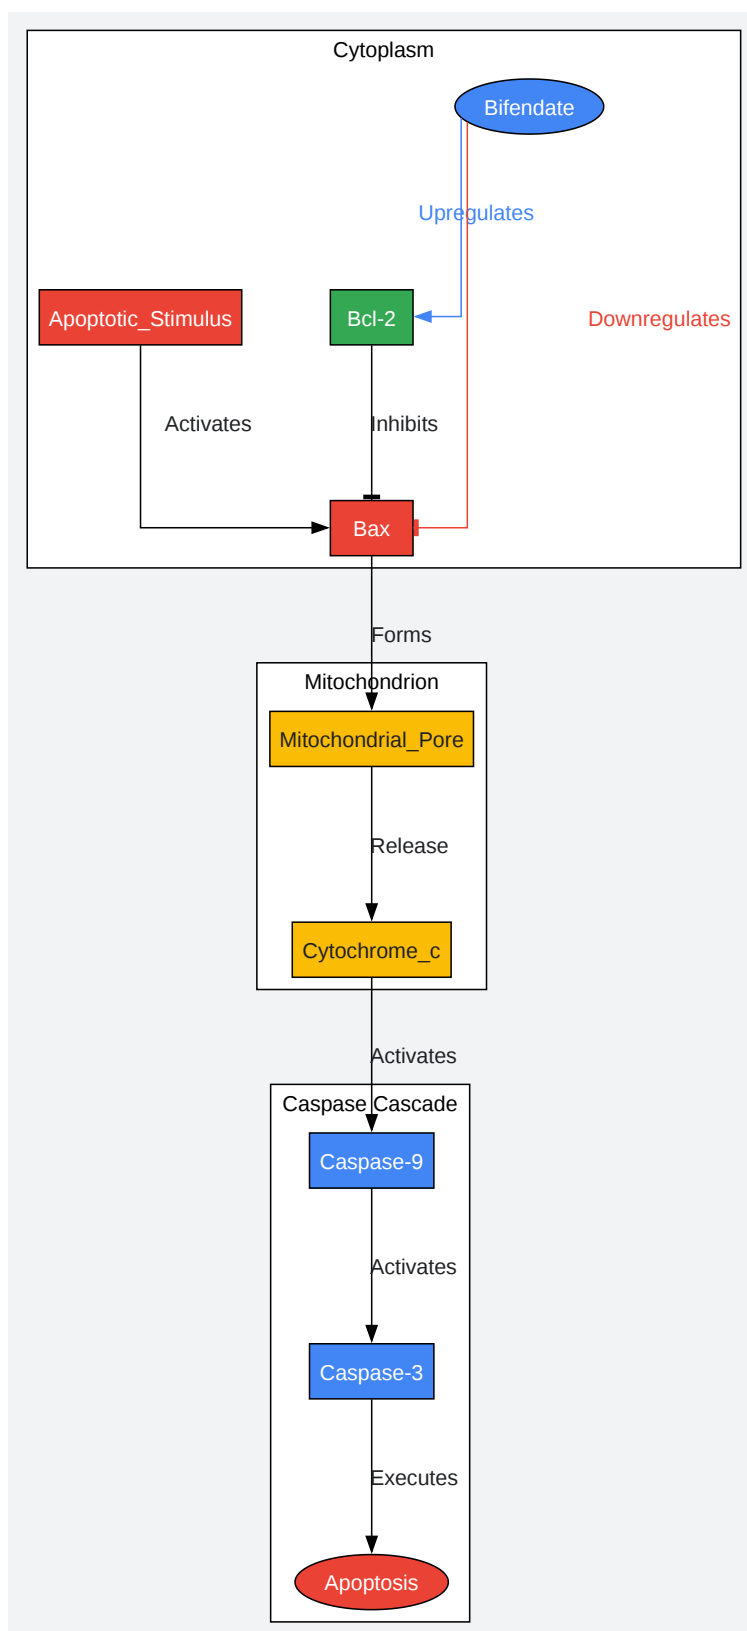 Cytoplasm
Bifendate
Upregulates
Apoptotic_Stimulus
Bcl-2
Downregulates
Activates
Inhibits
Bax
Forms
Mitochondrion
Mitochondrial_Pore
Release
Cytochrome_c
Activates
Caspase Cascade
Caspase-9
Activates
Caspase-3
Executes
Apoptosis